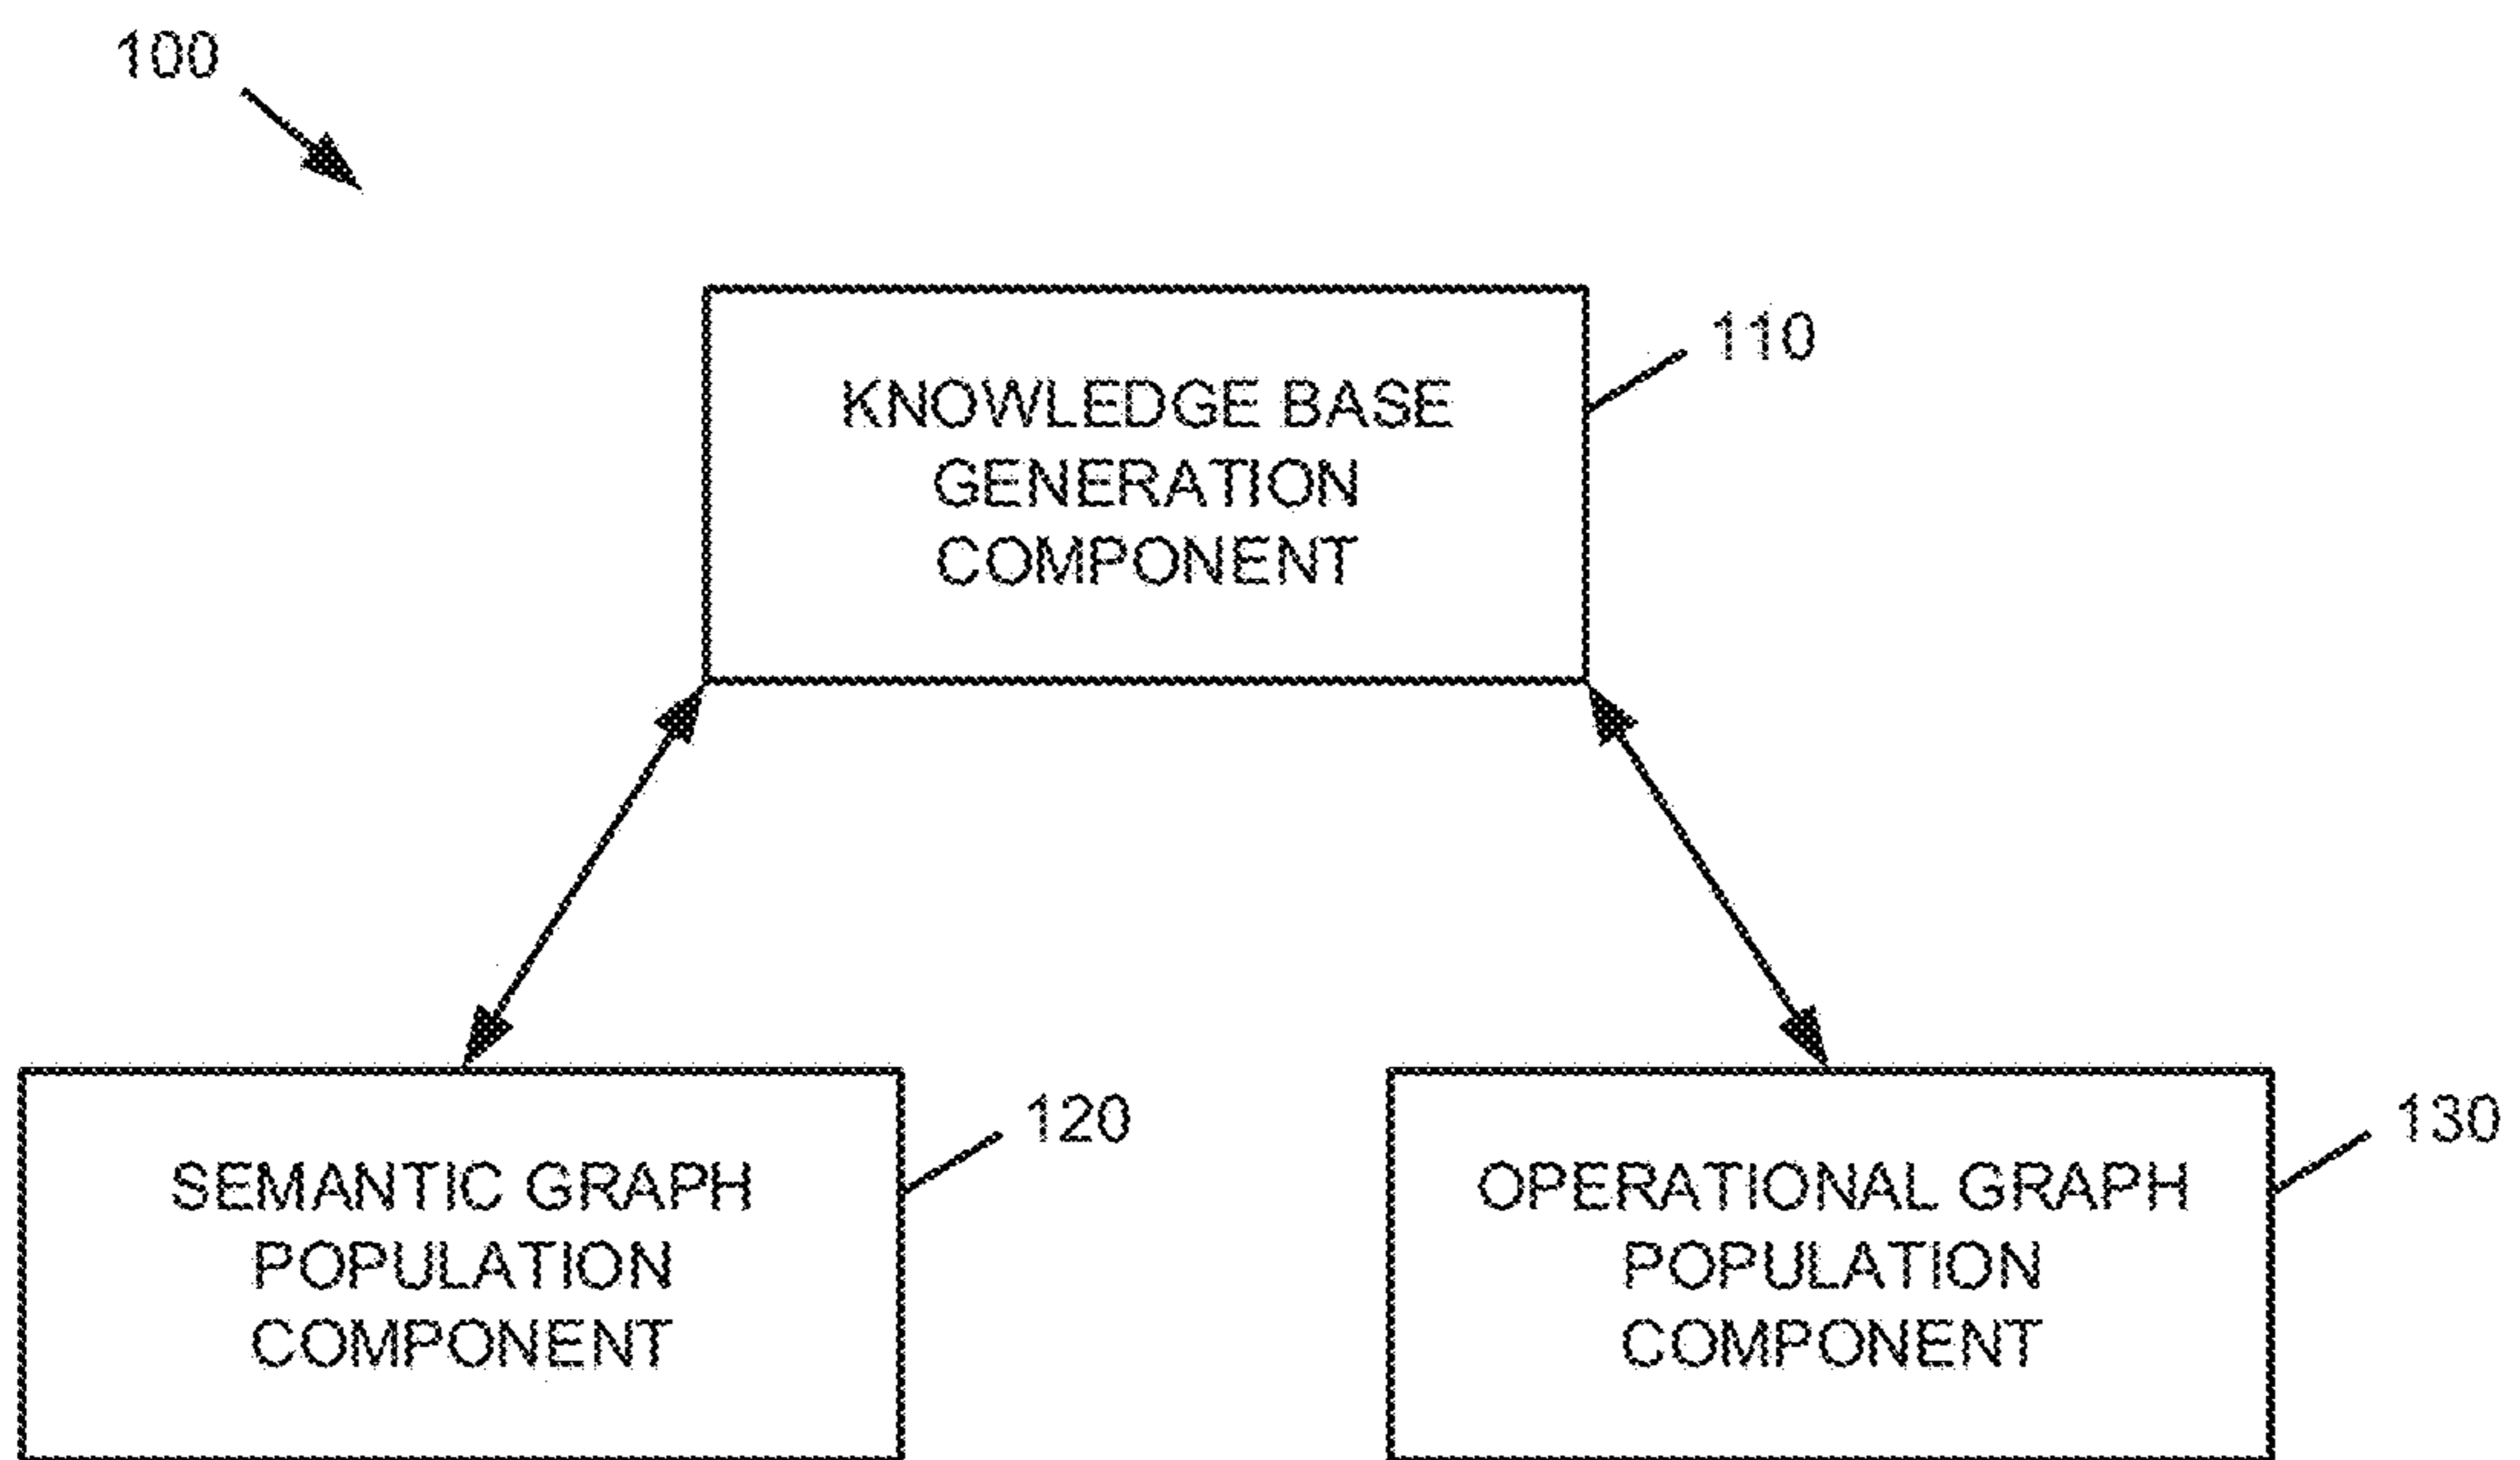 100
110
KNOWLEDGE BASE
GENERATION
COMPONENT
120
SEMANTIC GRAPH
POPULATION
COMPONENT
130
OPERATIONAL GRAPH
POPULATION
COMPONENT